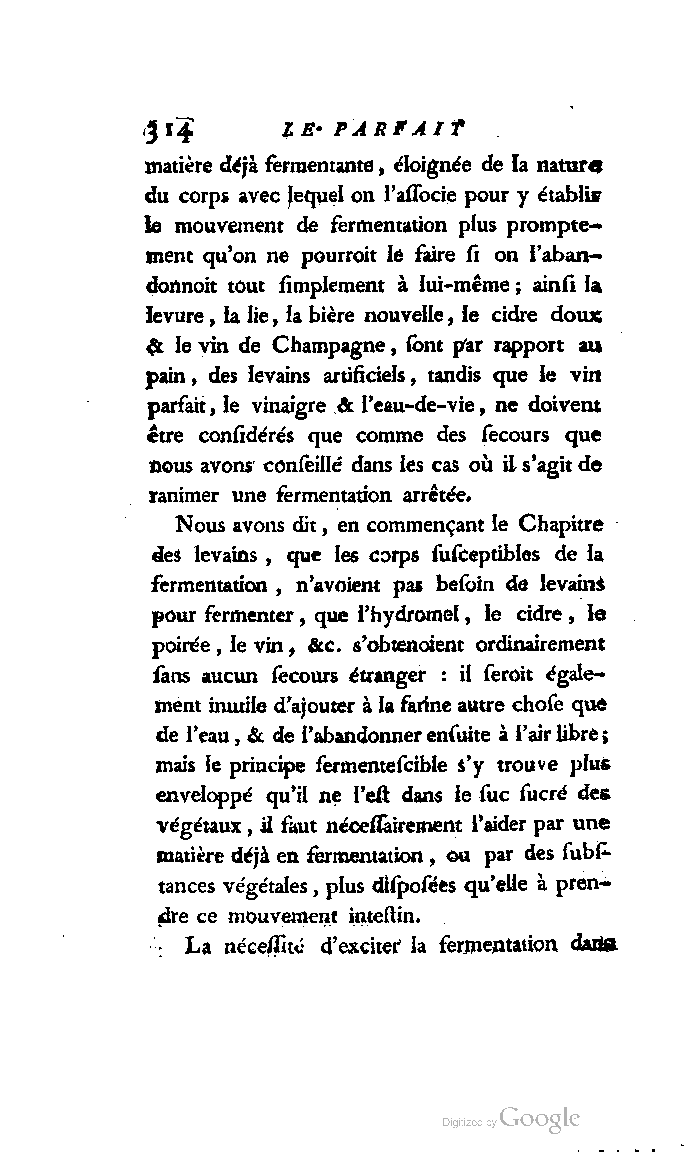 314 LE PARFAIT
matière déjà fermentante, éloignée de la nature
du corps avec lequel on l'aſſocie pour y établir
le mouvement de fermentation plus prompte-
ment qu'on ne pourroit le faire ſi on l'aban-
donnoit tout ſimplement à lui-même ; ainſi la
levure, la lie, la bière nouvelle, le cidre doux
& le vin de Champagne, ſont par rapport au
pain, des levains artificiels, tandis que le vin
parfait, le vinaigre & l'eau-de-vie, ne doivent
être conſidérés que comme des ſecours que
nous avons conſeillé dans les cas où il s'agit de
ranimer une fermentation arrêtée.
Nous avons dit, en commençant le Chapitre
des levains, que les corps ſuſceptibles de la
fermentation, n'avoient pas beſoin de levains
pour fermenter, que l'hydromel, le cidre, le
poirée, le vin, &c. s'obtenoient ordinairement
ſans aucun ſecours étranger : il ſeroit égale-
ment inutile d'ajouter à la farine autre choſe que
de l'eau, & de l'abandonner enſuite à l'air libre;
mais le principe fermenteſcible s'y trouve plus
enveloppé qu'il ne l'eſt dans le ſuc ſucré des
végétaux, il faut néceſſairement l'aider par une
matière déjà en fermentation, ou par des ſubſ-
tances végétales, plus diſpoſées qu'elle à pren-
dre ce mouvement inteſtin.
La néceſſité d'exciter la fermentation dans
Digitized by Google